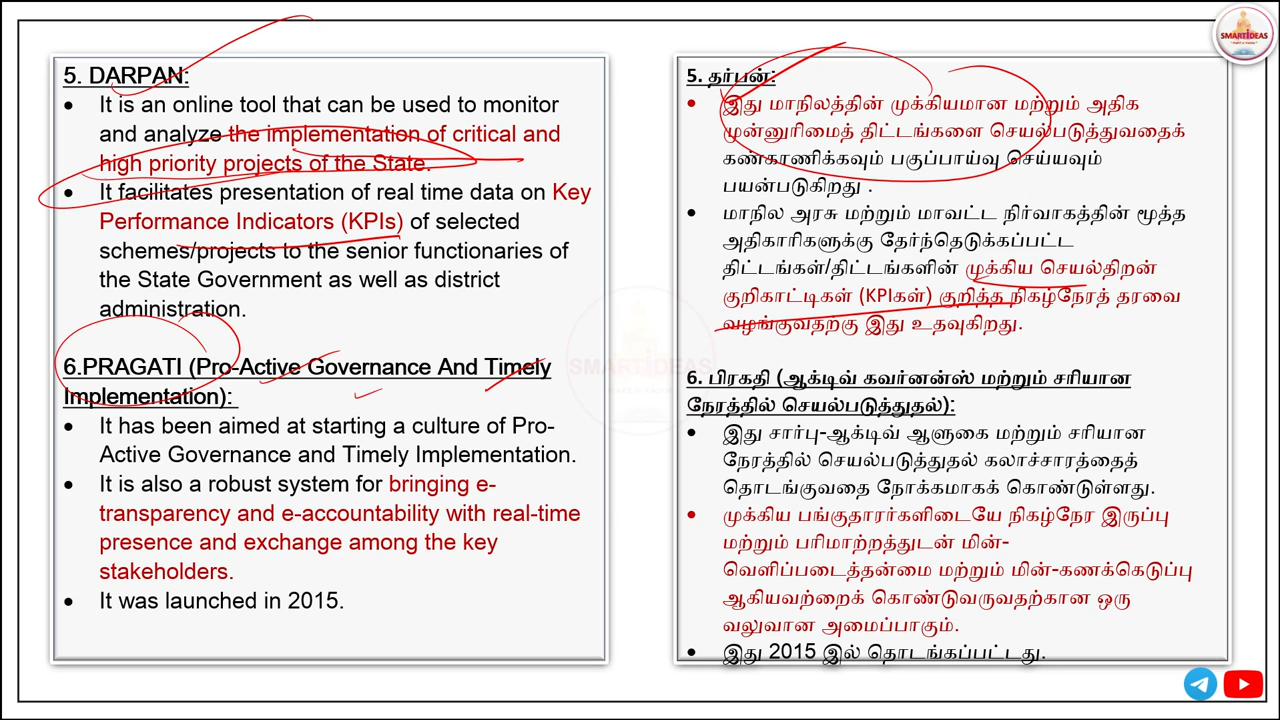 SMARTIDEAS
5. DARPAN:
• It is an online tool that can be used to monitor
and analyze the implementation of critical and
high priority projects of the State.
• It facilitates presentation of real time data on Key
Performance Indicators (KPIs) of selected
schemes/projects to the senior functionaries of
the State Government as well as district
administration.
6.PRAGATI (Pro-Active Governance And Timely
Implementation):
• It has been aimed at starting a culture of Pro-
Active Governance and Timely Implementation.
• It is also a robust system for bringing e-
transparency and e-accountability with real-time
presence and exchange among the key
stakeholders.
• It was launched in 2015.
5. தர்பன்:
• இது மாநிலத்தின் முக்கியமான மற்றும் அதிக
முன்னுரிமைத் திட்டங்களை செயல்படுத்துவதைக்
கண்காணிக்கவும் பகுப்பாய்வு செய்யவும்
பயன்படுகிறது .
• மாநில அரசு மற்றும் மாவட்ட நிர்வாகத்தின் மூத்த
அதிகாரிகளுக்கு தேர்ந்தெடுக்கப்பட்ட
திட்டங்கள்/திட்டங்களின் முக்கிய செயல்திறன்
குறிகாட்டிகள் (KPIகள்) குறித்த நிகழ்நேரத் தரவை
வழங்குவதற்கு இது உதவுகிறது.
6. பிரகதி (ஆக்டிவ் கவர்னன்ஸ் மற்றும் சரியான
நேரத்தில் செயல்படுத்துதல்):
• இது சார்பு-ஆக்டிவ் ஆளுகை மற்றும் சரியான
நேரத்தில் செயல்படுத்துதல் கலாச்சாரத்தைத்
தொடங்குவதை நோக்கமாகக் கொண்டுள்ளது.
• முக்கிய பங்குதாரர்களிடையே நிகழ்நேர இருப்பு
மற்றும் பரிமாற்றத்துடன் மின்-
வெளிப்படைத்தன்மை மற்றும் மின்-கணக்கெடுப்பு
ஆகியவற்றைக் கொண்டுவருவதற்கான ஒரு
வலுவான அமைப்பாகும்.
• இது 2015 இல் தொடங்கப்பட்டது.
SMARTIDEAS